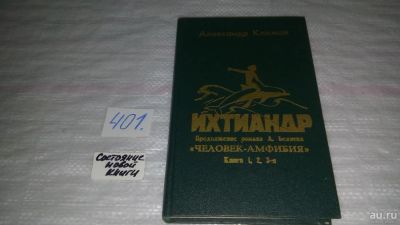 Александр Климов
ИХТИАНДР
Продолжение романа А. Беляева
«ЧЕЛОВЕК-АМФИБИЯ»
Книги 1, 2, 3-я
401.
Состояние
новой
книги
au.ru